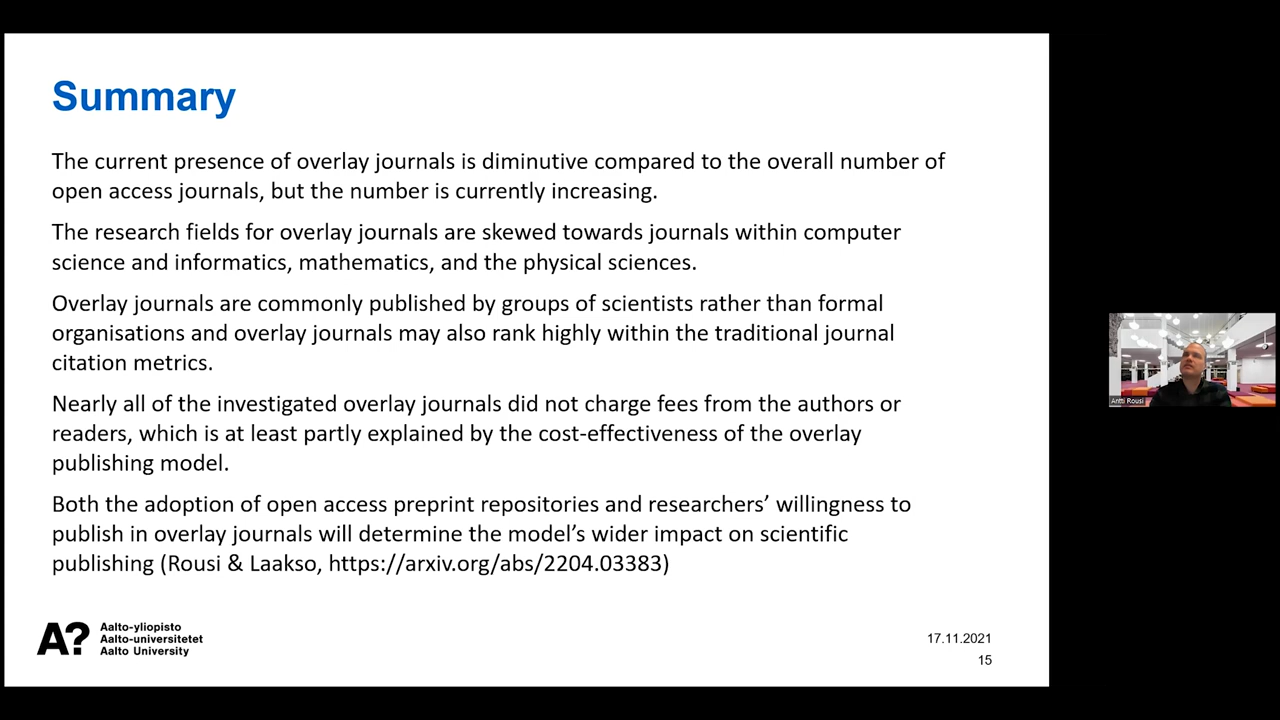 Summary
The current presence of overlay journals is diminutive compared to the overall number of
open access journals, but the number is currently increasing.
The research fields for overlay journals are skewed towards journals within computer
science and informatics, mathematics, and the physical sciences.
Overlay journals are commonly published by groups of scientists rather than formal
organisations and overlay journals may also rank highly within the traditional journal
citation metrics.
Nearly all of the investigated overlay journals did not charge fees from the authors or
readers, which is at least partly explained by the cost-effectiveness of the overlay
publishing model.
Both the adoption of open access preprint repositories and researchers’ willingness to
publish in overlay journals will determine the model’s wider impact on scientific
publishing (Rousi & Laakso, https://arxiv.org/abs/2204.03383)
A?
Aalto-yliopisto
Aalto-universitetet
Aalto University
17.11.2021
15
Antti Rousi